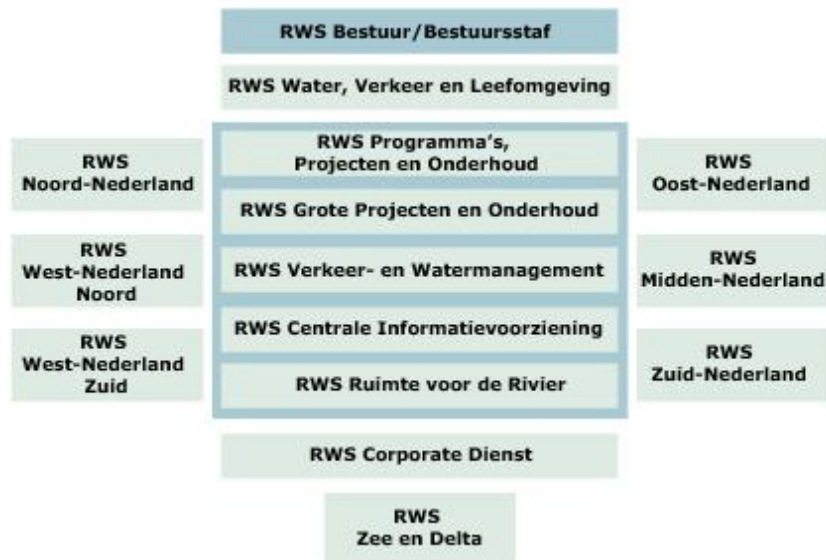 RWS Bestuur/Bestuursstaf
RWS Water, Verkeer en Leefomgeving
RWS
Noord-Nederland
RWS
West-Nederland
Noord
RWS
West-Nederland
Zuid
RWS Programma's,
Projecten en Onderhoud
RWS Grote Projecten en Onderhoud
RWS Verkeer- en Watermanagement
RWS Centrale Informatievoorziening
RWS Ruimte voor de Rivier
RWS
Oost-Nederland
RWS
Midden-Nederland
RWS
Zuid-Nederland
RWS Corporate Dienst
RWS
Zee en Delta